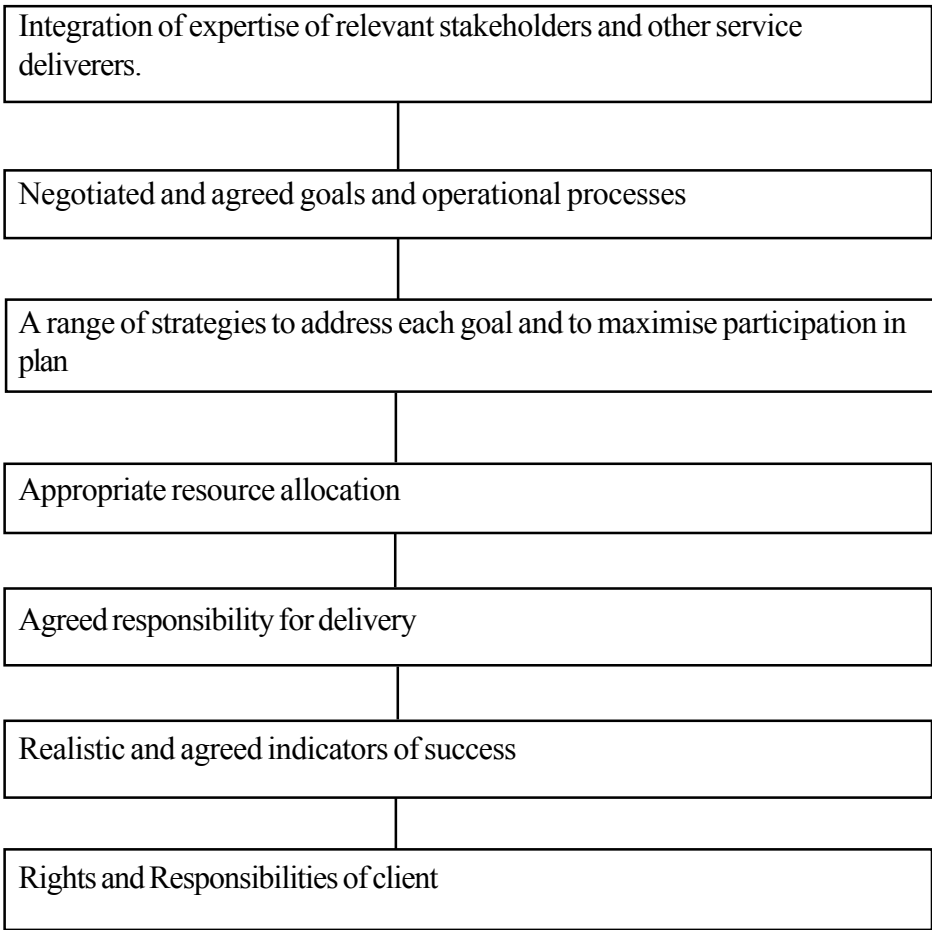 Integration of expertise of relevant stakeholders and other service
deliverers.
Negotiated and agreed goals and operational processes
A range of strategies to address each goal and to maximise participation in
plan
Appropriate resource allocation
Agreed responsibility for delivery
Realistic and agreed indicators of success
Rights and Responsibilities of client